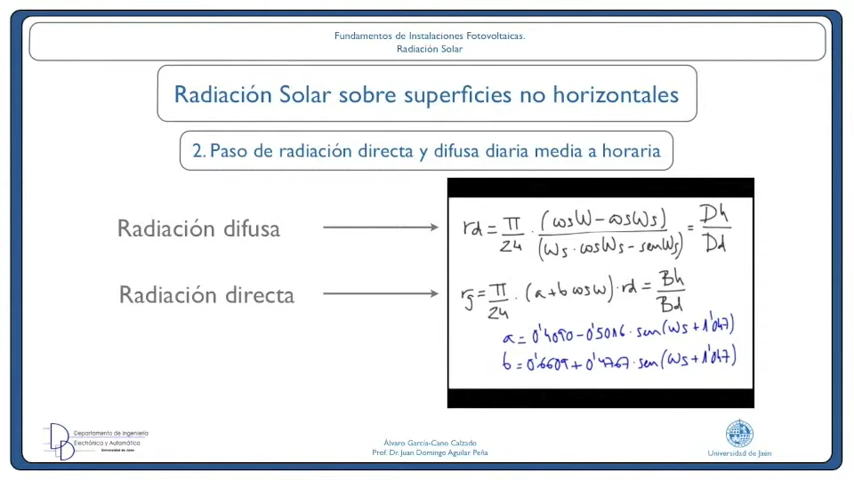 Fundamentos de Instalaciones Fotovoltaicas.
Radiación Solar
Radiación Solar sobre superficies no horizontales
2. Paso de radiación directa y difusa diaria media a horaria
Radiación difusa
rd = π/24 · (cosW − cosWs)/(Ws · cosWs − senWs) = Dh/Dd
Radiación directa
rg = π/24 · (a + b cosw) · rd = Bh/Bd
a = 0'4090 − 0'5016 · sen(Ws + 1'047)
b = 0'6609 + 0'4767 · sen(Ws + 1'047)
Departamento de Ingeniería
Electrónica y Automática
Universidad de Jaén
Álvaro García-Cano Calzado
Prof. Dr. Juan Domingo Aguilar Peña
Universidad de Jaén